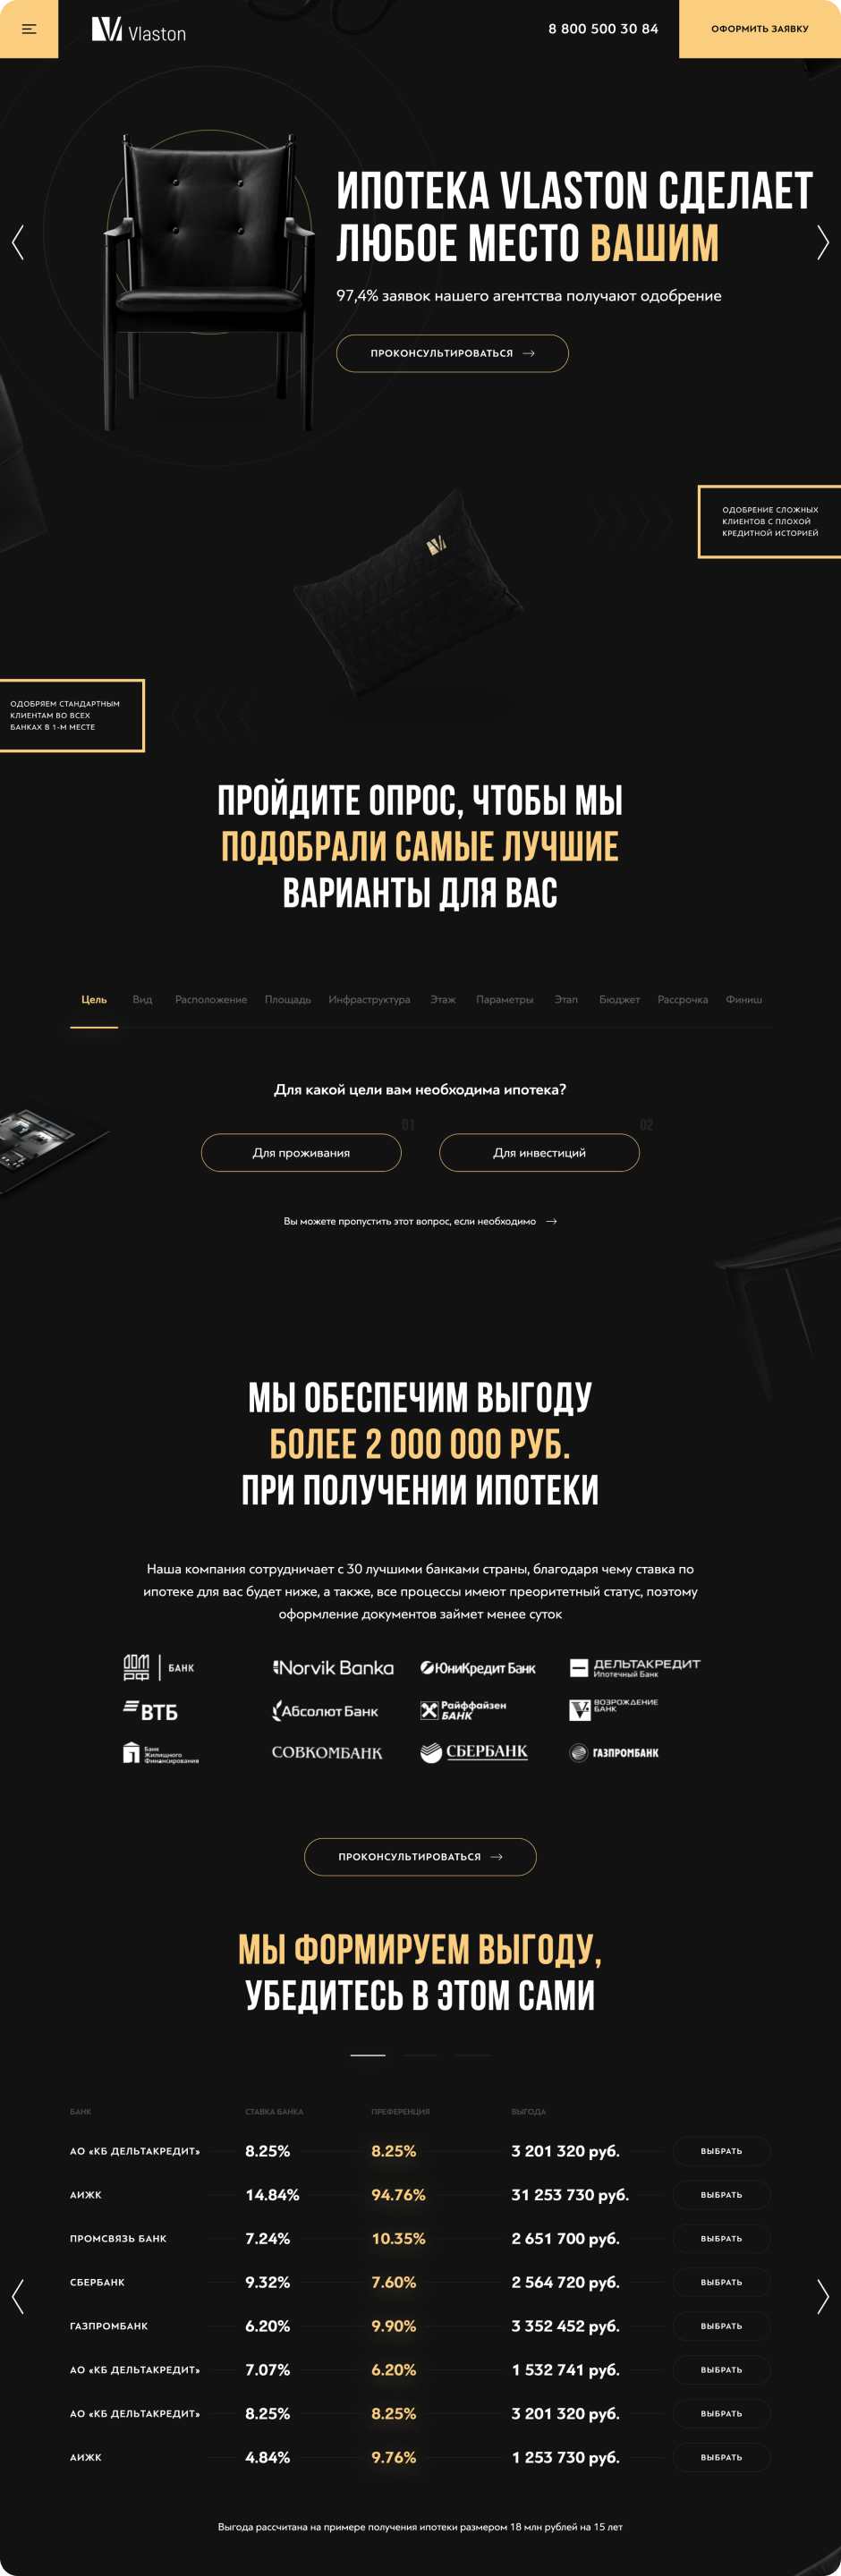 Vlaston
8 800 500 30 84
ОФОРМИТЬ ЗАЯВКУ
ИПОТЕКА VLASTON СДЕЛАЕТ
ЛЮБОЕ МЕСТО ВАШИМ
97,4% заявок нашего агентства получают одобрение
ПРОКОНСУЛЬТИРОВАТЬСЯ
ОДОБРЕНИЕ СЛОЖНЫХ
КЛИЕНТОВ С ПЛОХОЙ
КРЕДИТНОЙ ИСТОРИЕЙ
ОДОБРЯЕМ СТАНДАРТНЫМ
КЛИЕНТАМ ВО ВСЕХ
БАНКАХ В 1-М МЕСТЕ
ПРОЙДИТЕ ОПРОС, ЧТОБЫ МЫ
ПОДОБРАЛИ САМЫЕ ЛУЧШИЕ
ВАРИАНТЫ ДЛЯ ВАС
Цель Вид Расположение Площадь Инфраструктура Этаж Параметры Этап Бюджет Рассрочка Финиш
Для какой цели вам необходима ипотека?
01 02
Для проживания Для инвестиций
Вы можете пропустить этот вопрос, если необходимо
МЫ ОБЕСПЕЧИМ ВЫГОДУ
БОЛЕЕ 2 000 000 РУБ.
ПРИ ПОЛУЧЕНИИ ИПОТЕКИ
Наша компания сотрудничает с 30 лучшими банками страны, благодаря чему ставка по
ипотеке для вас будет ниже, а также, все процессы имеют преоритетный статус, поэтому
оформление документов займет менее суток
ДОМ РФ БАНК
Norvik Banka
ЮниКредит Банк
ДЕЛЬТАКРЕДИТ
Ипотечный Банк
ВТБ
Абсолют Банк
Райффайзен
БАНК
ВОЗРОЖДЕНИЕ
БАНК
Банк
Жилищного
Финансирования
СОВКОМБАНК
СБЕРБАНК
ГАЗПРОМБАНК
ПРОКОНСУЛЬТИРОВАТЬСЯ
МЫ ФОРМИРУЕМ ВЫГОДУ,
УБЕДИТЕСЬ В ЭТОМ САМИ
БАНК СТАВКА БАНКА ПРЕФЕРЕНЦИЯ ВЫГОДА
АО «КБ ДЕЛЬТАКРЕДИТ» 8.25% 8.25% 3 201 320 руб. ВЫБРАТЬ
АИЖК 14.84% 94.76% 31 253 730 руб. ВЫБРАТЬ
ПРОМСВЯЗЬ БАНК 7.24% 10.35% 2 651 700 руб. ВЫБРАТЬ
СБЕРБАНК 9.32% 7.60% 2 564 720 руб. ВЫБРАТЬ
ГАЗПРОМБАНК 6.20% 9.90% 3 352 452 руб. ВЫБРАТЬ
АО «КБ ДЕЛЬТАКРЕДИТ» 7.07% 6.20% 1 532 741 руб. ВЫБРАТЬ
АО «КБ ДЕЛЬТАКРЕДИТ» 8.25% 8.25% 3 201 320 руб. ВЫБРАТЬ
АИЖК 4.84% 9.76% 1 253 730 руб. ВЫБРАТЬ
Выгода рассчитана на примере получения ипотеки размером 18 млн рублей на 15 лет